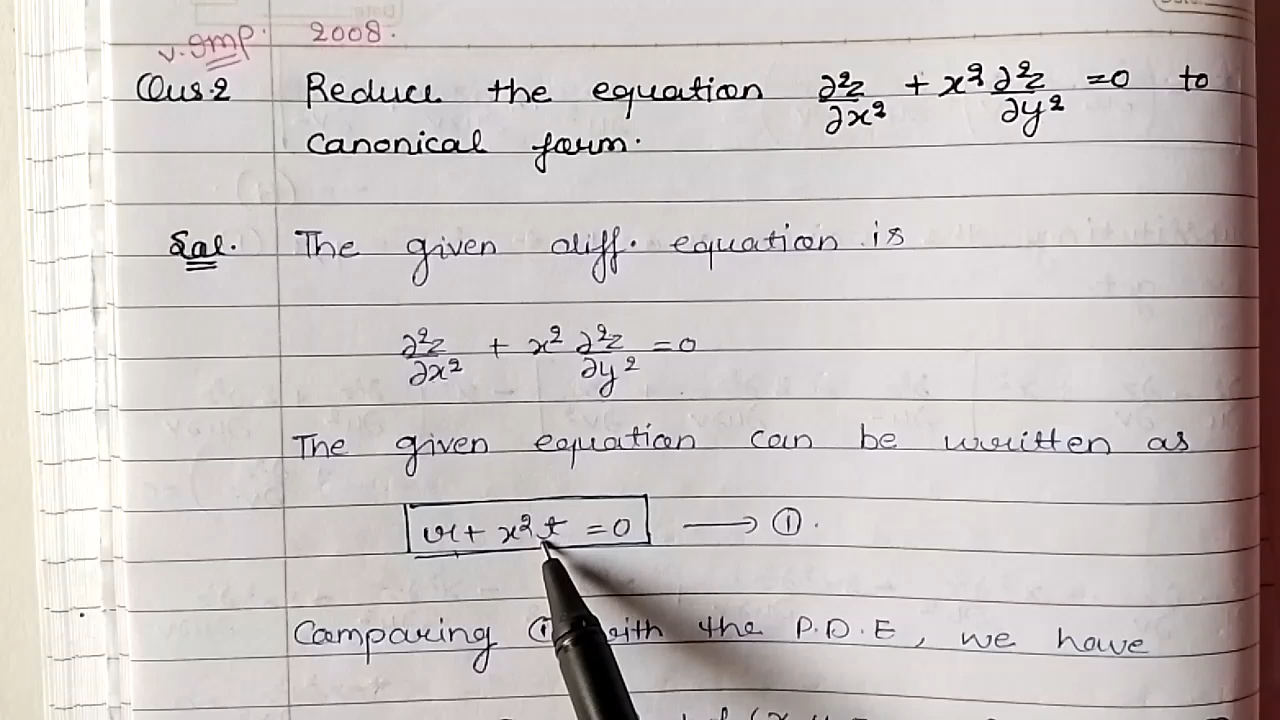 v. Imp. 2008.
Qus.2 Reduce the equation ∂²z/∂x² + x² ∂²z/∂y² = 0 to
canonical form.
Sol. The given diff. equation is
∂²z/∂x² + x² ∂²z/∂y² = 0
The given equation can be written as
r + x²t = 0 → ①.
Comparing ① with the P.D.E, we have